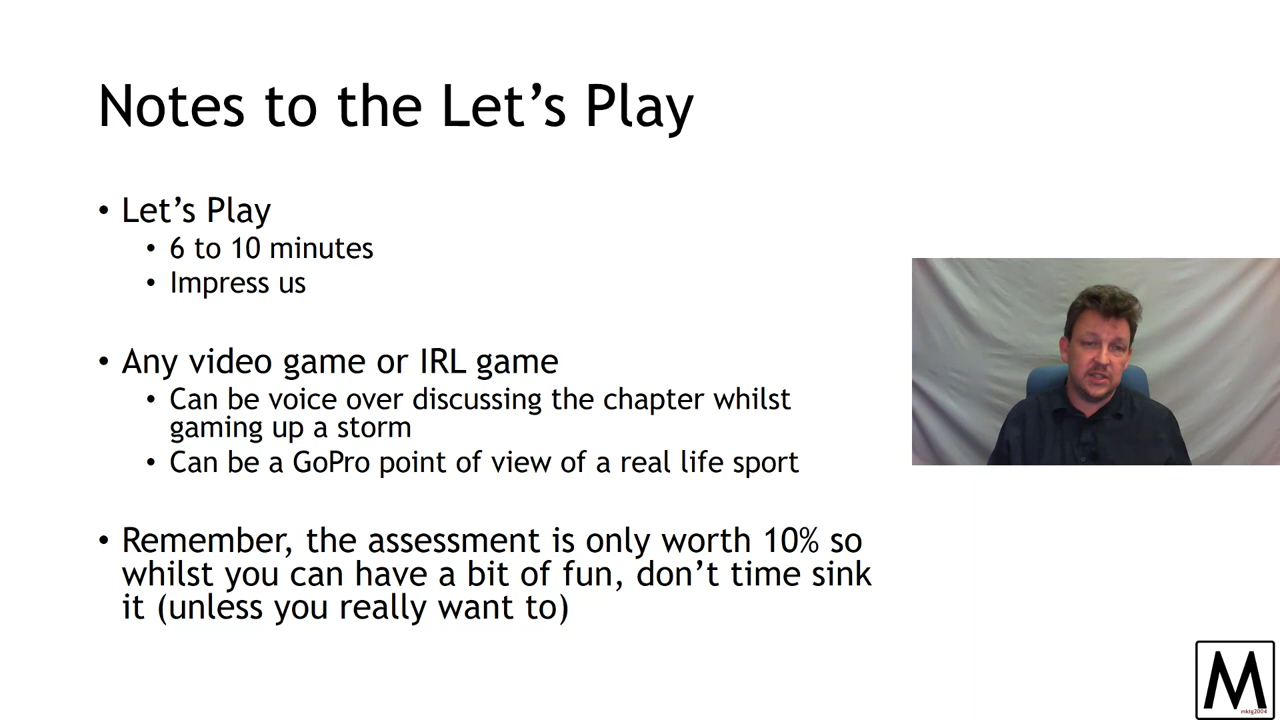 Notes to the Let’s Play
• Let’s Play
• 6 to 10 minutes
• Impress us
• Any video game or IRL game
• Can be voice over discussing the chapter whilst
gaming up a storm
• Can be a GoPro point of view of a real life sport
• Remember, the assessment is only worth 10% so
whilst you can have a bit of fun, don’t time sink
it (unless you really want to)
M
mktg2004